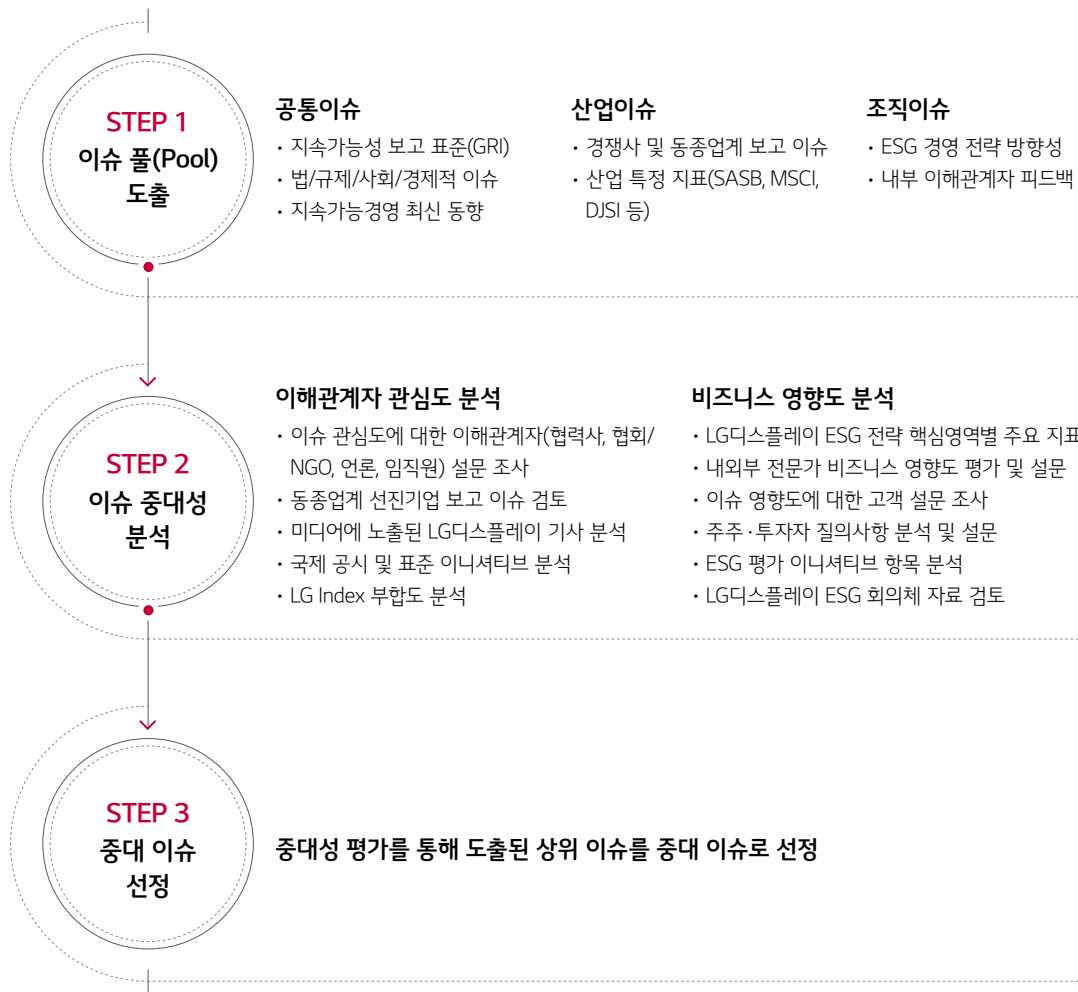 STEP 1
이슈 풀(Pool)
도출
공통이슈
· 지속가능성 보고 표준(GRI)
· 법/규제/사회/경제적 이슈
· 지속가능경영 최신 동향
산업이슈
· 경쟁사 및 동종업계 보고 이슈
· 산업 특정 지표(SASB, MSCI,
DJSI 등)
조직이슈
· ESG 경영 전략 방향성
· 내부 이해관계자 피드백
STEP 2
이슈 중대성
분석
이해관계자 관심도 분석
· 이슈 관심도에 대한 이해관계자(협력사, 협회/
NGO, 언론, 임직원) 설문 조사
· 동종업계 선진기업 보고 이슈 검토
· 미디어에 노출된 LG디스플레이 기사 분석
· 국제 공시 및 표준 이니셔티브 분석
· LG Index 부합도 분석
비즈니스 영향도 분석
· LG디스플레이 ESG 전략 핵심영역별 주요 지표
· 내외부 전문가 비즈니스 영향도 평가 및 설문
· 이슈 영향도에 대한 고객 설문 조사
· 주주·투자자 질의사항 분석 및 설문
· ESG 평가 이니셔티브 항목 분석
· LG디스플레이 ESG 회의체 자료 검토
STEP 3
중대 이슈
선정
중대성 평가를 통해 도출된 상위 이슈를 중대 이슈로 선정